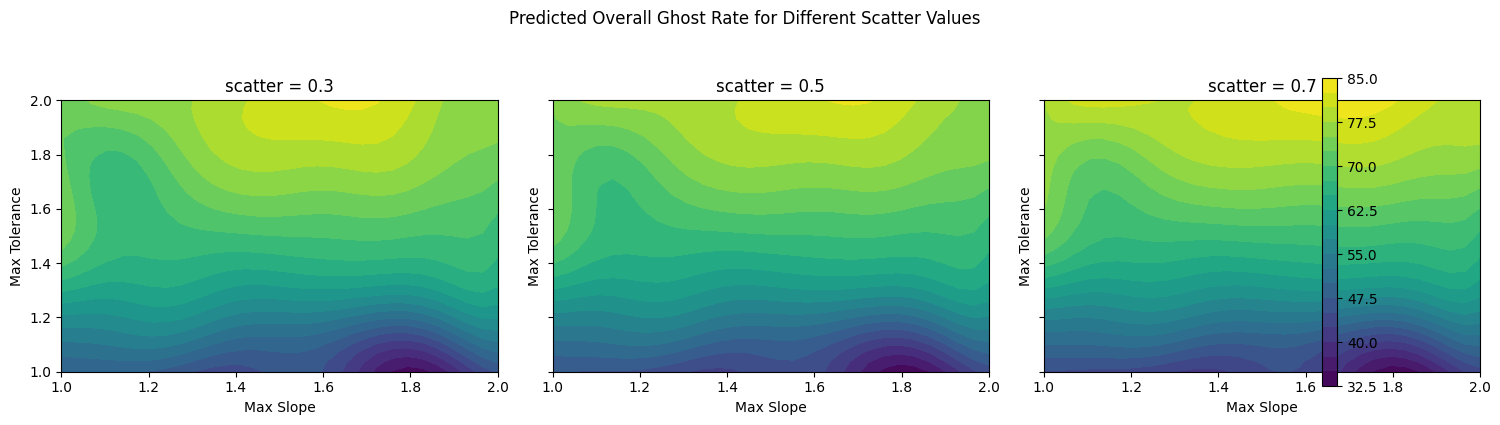 Predicted Overall Ghost Rate for Different Scatter Values
scatter = 0.3
Max Tolerance
2.0
1.8
1.6
1.4
1.2
1.0
1.0 1.2 1.4 1.6 1.8 2.0
Max Slope
scatter = 0.5
Max Tolerance
1.0 1.2 1.4 1.6 1.8 2.0
Max Slope
scatter = 0.7
Max Tolerance
1.0 1.2 1.4 1.6 1.8 2.0
Max Slope
85.0
77.5
70.0
62.5
55.0
47.5
40.0
32.5